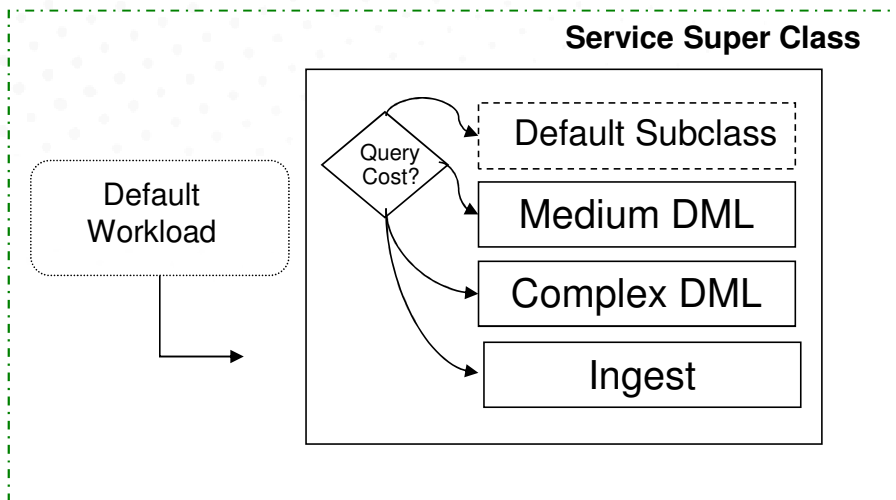 Service Super Class
Query
Cost?
Default Subclass
Medium DML
Complex DML
Ingest
Default
Workload